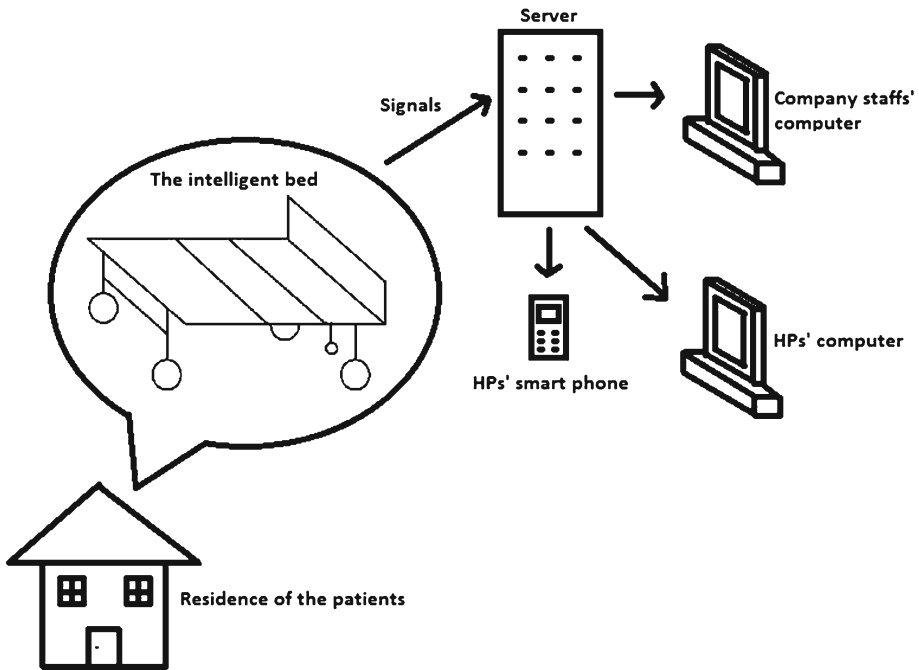 Server
Signals
Company staffs'
computer
The intelligent bed
HPs' computer
HPs' smart phone
Residence of the patients